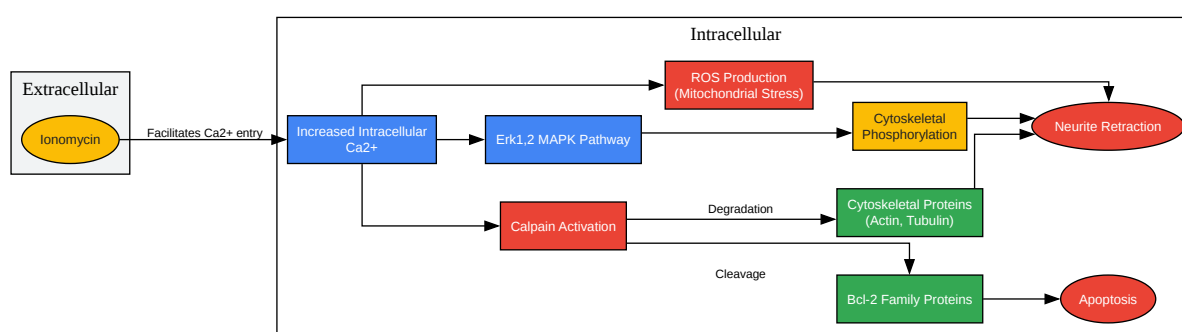 Intracellular
Extracellular
Ionomycin
Facilitates Ca2+ entry
Increased Intracellular
Ca2+
ROS Production
(Mitochondrial Stress)
Erk1,2 MAPK Pathway
Cytoskeletal
Phosphorylation
Neurite Retraction
Calpain Activation
Degradation
Cytoskeletal Proteins
(Actin, Tubulin)
Cleavage
Bcl-2 Family Proteins
Apoptosis